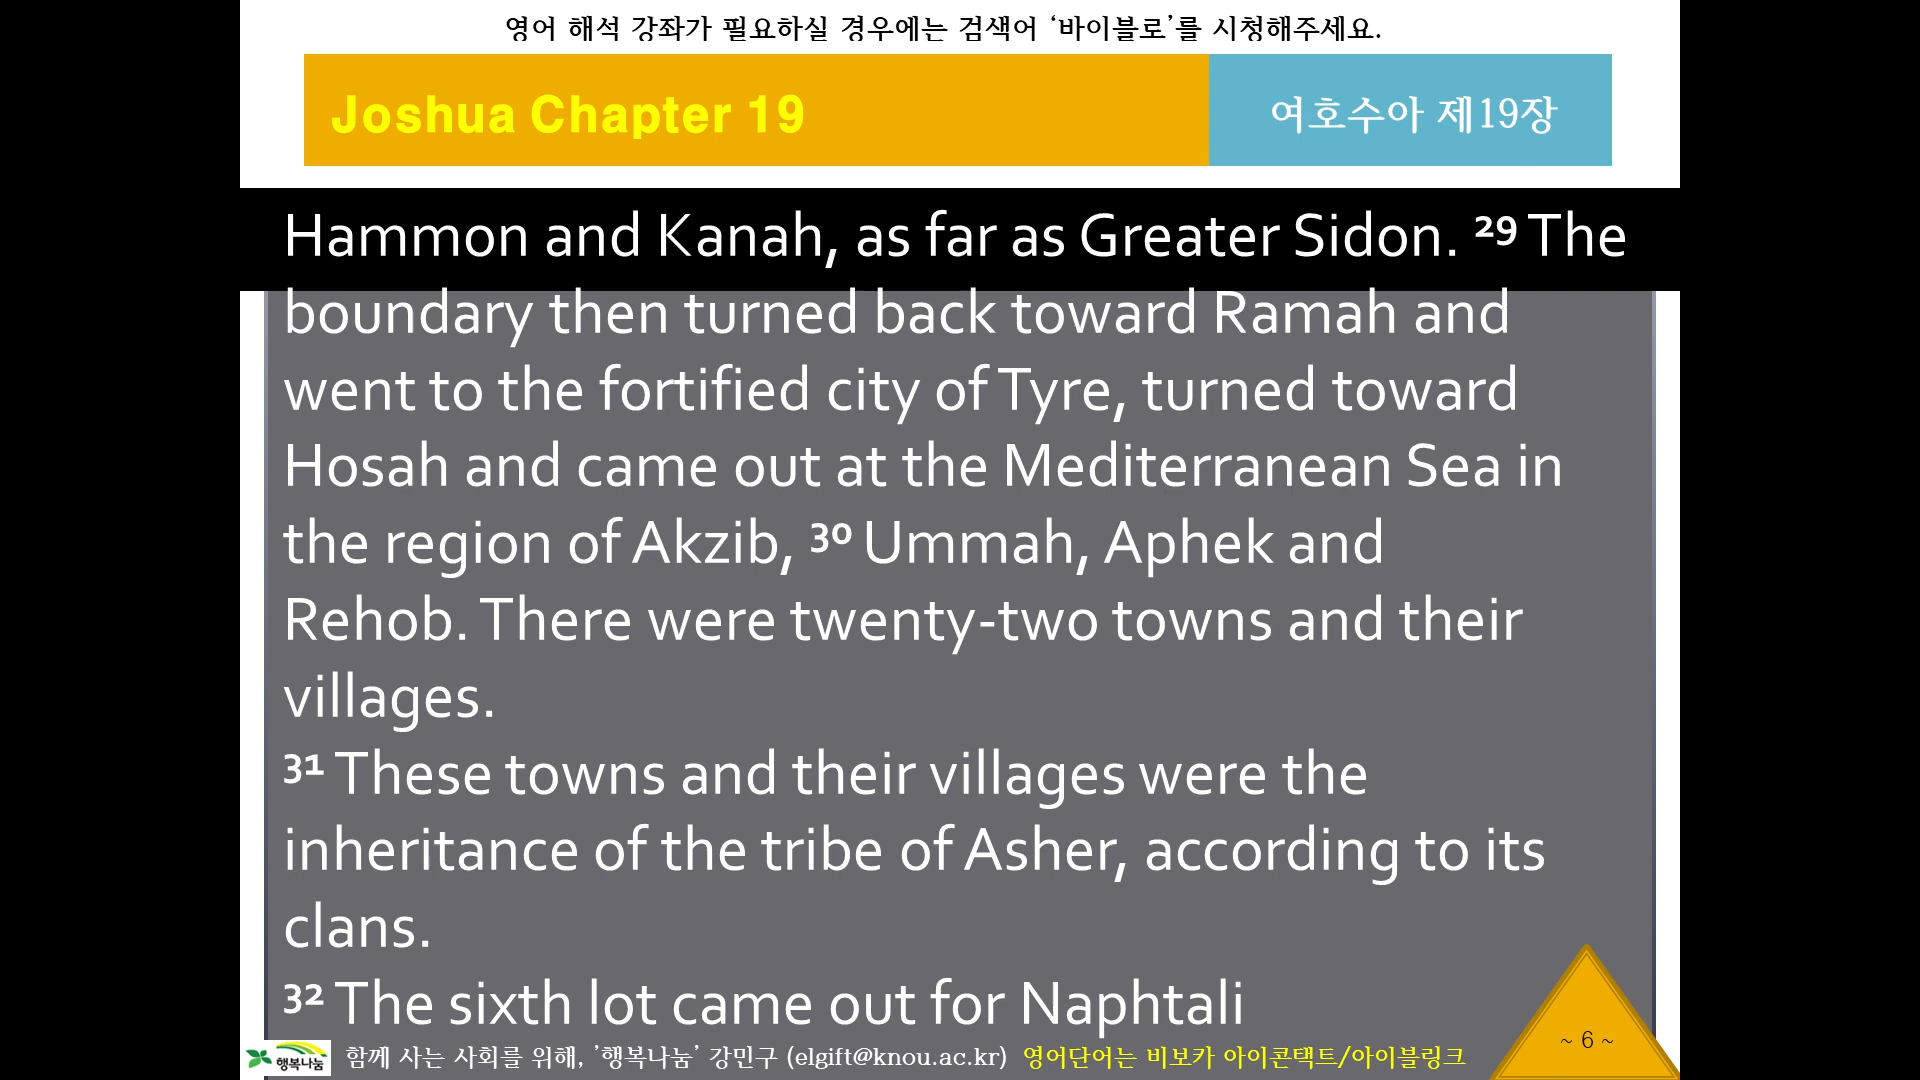 영어 해석 강좌가 필요하실 경우에는 검색어 ‘바이블로’를 시청해주세요.
Joshua Chapter 19
여호수아 제19장
Hammon and Kanah, as far as Greater Sidon. 29 The
boundary then turned back toward Ramah and
went to the fortified city of Tyre, turned toward
Hosah and came out at the Mediterranean Sea in
the region of Akzib, 30 Ummah, Aphek and
Rehob. There were twenty-two towns and their
villages.
31 These towns and their villages were the
inheritance of the tribe of Asher, according to its
clans.
32 The sixth lot came out for Naphtali
~ 6 ~
행복나눔
함께 사는 사회를 위해, ’행복나눔’ 강민구 (elgift@knou.ac.kr) 영어단어는 비보카 아이콘택트/아이블링크